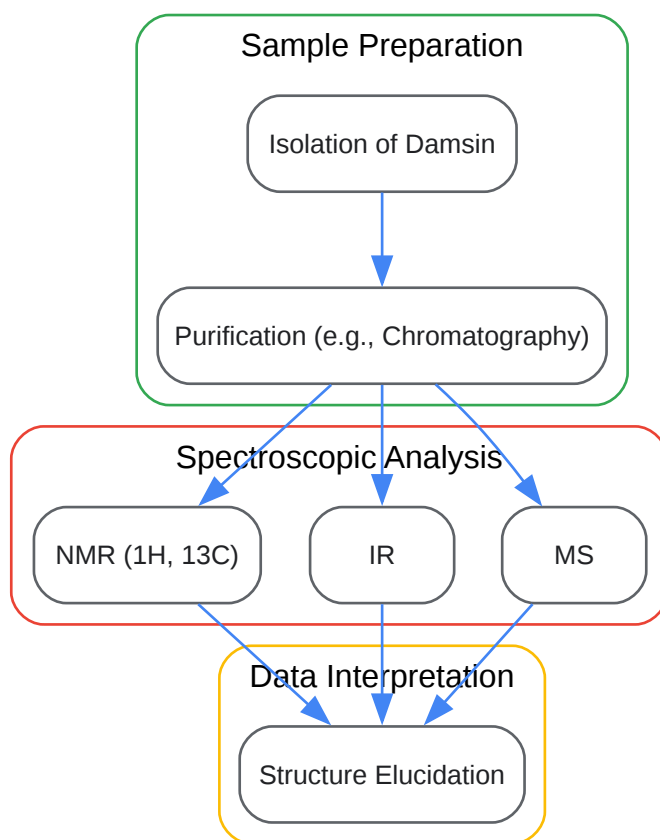 Sample Preparation
Isolation of Damsin
Purification (e.g., Chromatography)
Spectroscopic Analysis
NMR (1H, 13C)
IR
MS
Data Interpretation
Structure Elucidation